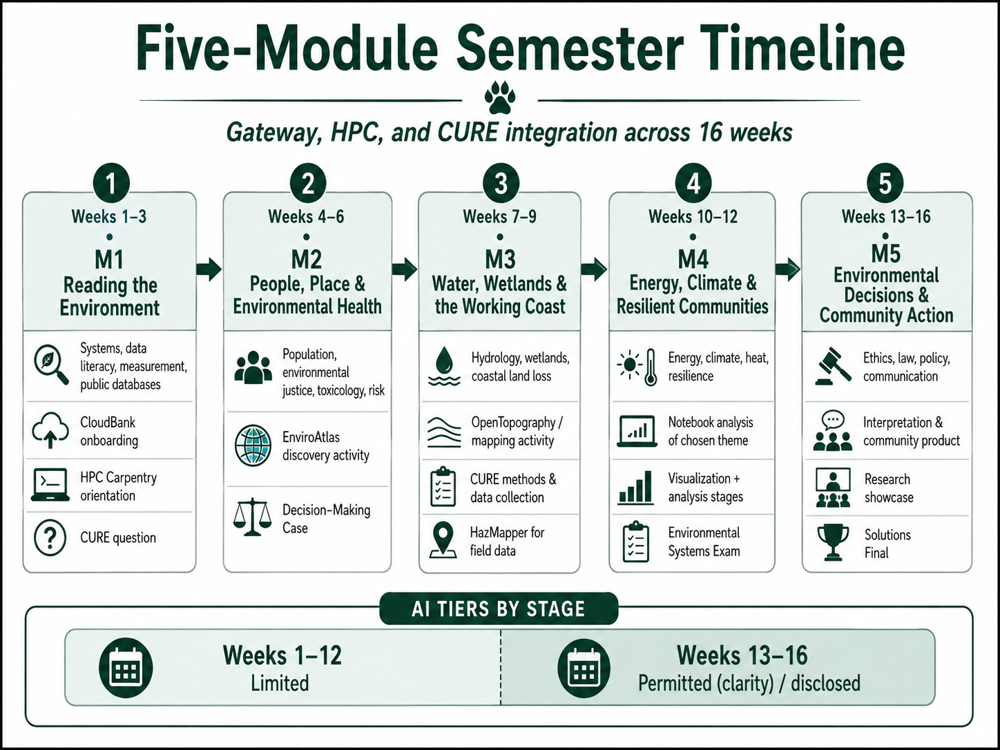 Five-Module Semester Timeline
Gateway, HPC, and CURE integration across 16 weeks
1
Weeks 1–3
M1
Reading the
Environment
Systems, data
literacy, measurement,
public databases
CloudBank
onboarding
HPC Carpentry
orientation
?
CURE question
2
Weeks 4–6
M2
People, Place &
Environmental Health
Population,
environmental
justice, toxicology, risk
EnviroAtlas
discovery activity
Decision-Making
Case
3
Weeks 7–9
M3
Water, Wetlands &
the Working Coast
Hydrology, wetlands,
coastal land loss
OpenTopography /
mapping activity
CURE methods &
data collection
HazMapper for
field data
4
Weeks 10–12
M4
Energy, Climate &
Resilient Communities
Energy, climate, heat,
resilience
Notebook analysis
of chosen theme
Visualization +
analysis stages
Environmental
Systems Exam
5
Weeks 13–16
M5
Environmental
Decisions &
Community Action
Ethics, law, policy,
communication
Interpretation &
community product
Research
showcase
Solutions
Final
AI TIERS BY STAGE
Weeks 1–12
Limited
Weeks 13–16
Permitted (clarity) / disclosed